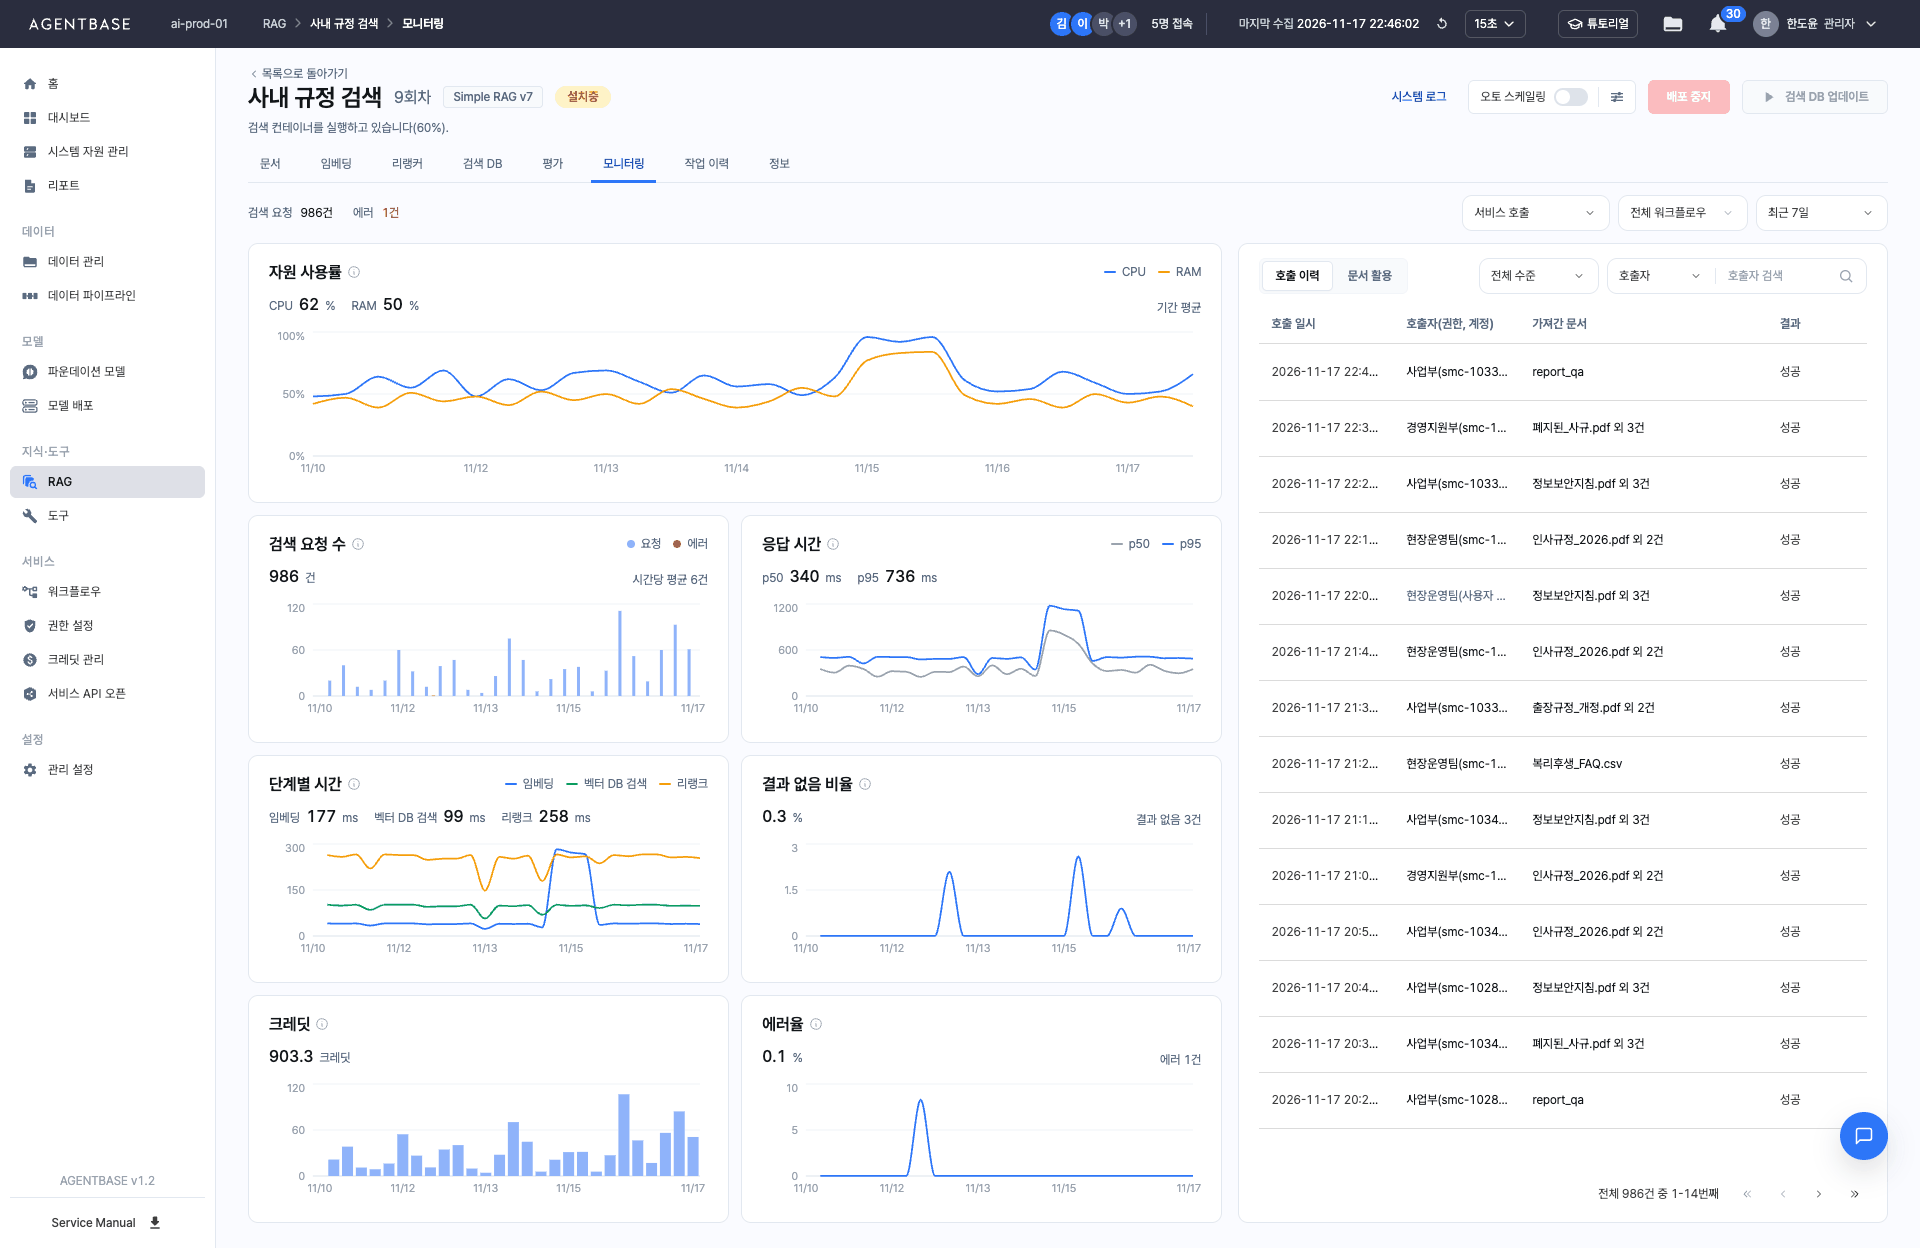 AGENTBASE
ai-prod-01
RAG > 사내 규정 검색 > 모니터링
김 이 박 +1 5명 접속
마지막 수집 2026-11-17 22:46:02
15초
튜토리얼
30
한 한도윤 관리자
홈
대시보드
시스템 자원 관리
리포트
데이터
데이터 관리
데이터 파이프라인
모델
파운데이션 모델
모델 배포
지식·도구
RAG
도구
서비스
워크플로우
권한 설정
크레딧 관리
서비스 API 오픈
설정
관리 설정
AGENTBASE v1.2
Service Manual
목록으로 돌아가기
사내 규정 검색 9회차 Simple RAG v7 설치중
검색 컨테이너를 실행하고 있습니다(60%).
시스템 로그
오토 스케일링
배포 중지
검색 DB 업데이트
문서 임베딩 리랭커 검색 DB 평가 모니터링 작업 이력 정보
검색 요청 986건 에러 1건
서비스 호출
전체 워크플로우
최근 7일
자원 사용률
CPU RAM
CPU 62 % RAM 50 %
기간 평균
100%
50%
0%
11/10 11/12 11/13 11/14 11/15 11/16 11/17
검색 요청 수
요청 에러
986 건
시간당 평균 6건
120
60
0
11/10 11/12 11/13 11/15 11/17
응답 시간
p50 p95
p50 340 ms p95 736 ms
1200
600
0
11/10 11/12 11/13 11/15 11/17
단계별 시간
임베딩 벡터 DB 검색 리랭크
임베딩 177 ms 벡터 DB 검색 99 ms 리랭크 258 ms
300
150
0
11/10 11/12 11/13 11/15 11/17
결과 없음 비율
0.3 %
결과 없음 3건
3
1.5
0
11/10 11/12 11/13 11/15 11/17
크레딧
903.3 크레딧
120
60
0
11/10 11/12 11/13 11/15 11/17
에러율
0.1 %
에러 1건
10
5
0
11/10 11/12 11/13 11/15 11/17
호출 이력 문서 활용
전체 수준
호출자
호출자 검색
호출 일시 호출자(권한, 계정) 가져간 문서 결과
2026-11-17 22:4... 사업부(smc-1033... report_qa 성공
2026-11-17 22:3... 경영지원부(smc-1... 폐지된_사규.pdf 외 3건 성공
2026-11-17 22:2... 사업부(smc-1033... 정보보안지침.pdf 외 3건 성공
2026-11-17 22:1... 현장운영팀(smc-1... 인사규정_2026.pdf 외 2건 성공
2026-11-17 22:0... 현장운영팀(사용자 ... 정보보안지침.pdf 외 3건 성공
2026-11-17 21:4... 현장운영팀(smc-1... 인사규정_2026.pdf 외 2건 성공
2026-11-17 21:3... 사업부(smc-1033... 출장규정_개정.pdf 외 2건 성공
2026-11-17 21:2... 현장운영팀(smc-1... 복리후생_FAQ.csv 성공
2026-11-17 21:1... 사업부(smc-1034... 정보보안지침.pdf 외 3건 성공
2026-11-17 21:0... 경영지원부(smc-1... 인사규정_2026.pdf 외 2건 성공
2026-11-17 20:5... 사업부(smc-1034... 인사규정_2026.pdf 외 2건 성공
2026-11-17 20:4... 사업부(smc-1028... 정보보안지침.pdf 외 3건 성공
2026-11-17 20:3... 사업부(smc-1034... 폐지된_사규.pdf 외 3건 성공
2026-11-17 20:2... 사업부(smc-1028... report_qa 성공
전체 986건 중 1-14번째 « ‹ › »